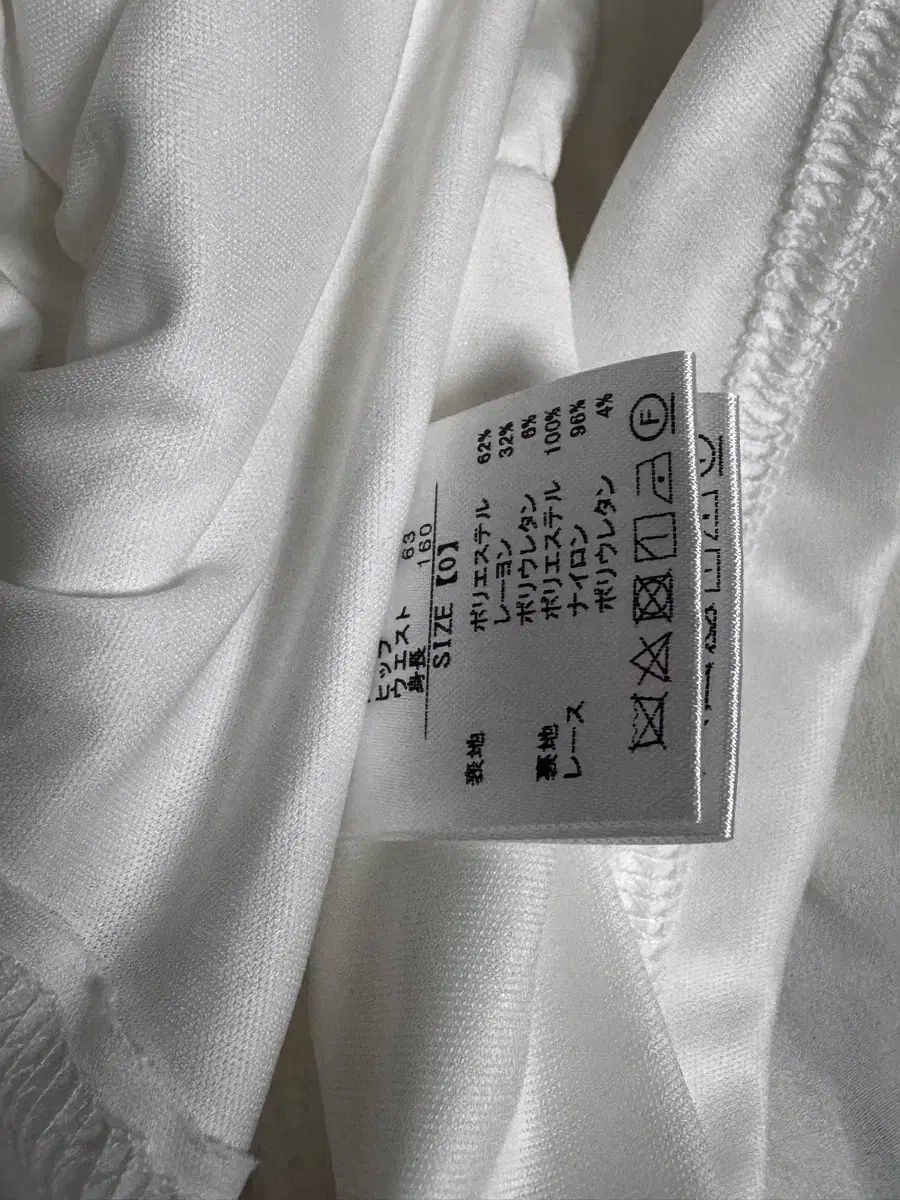 ヒップ
ウエスト 63
身長 160
SIZE【0】
表地 ポリエステル 62%
レーヨン 32%
ポリウレタン 6%
裏地 ポリエステル 100%
レース ナイロン 96%
ポリウレタン 4%
F